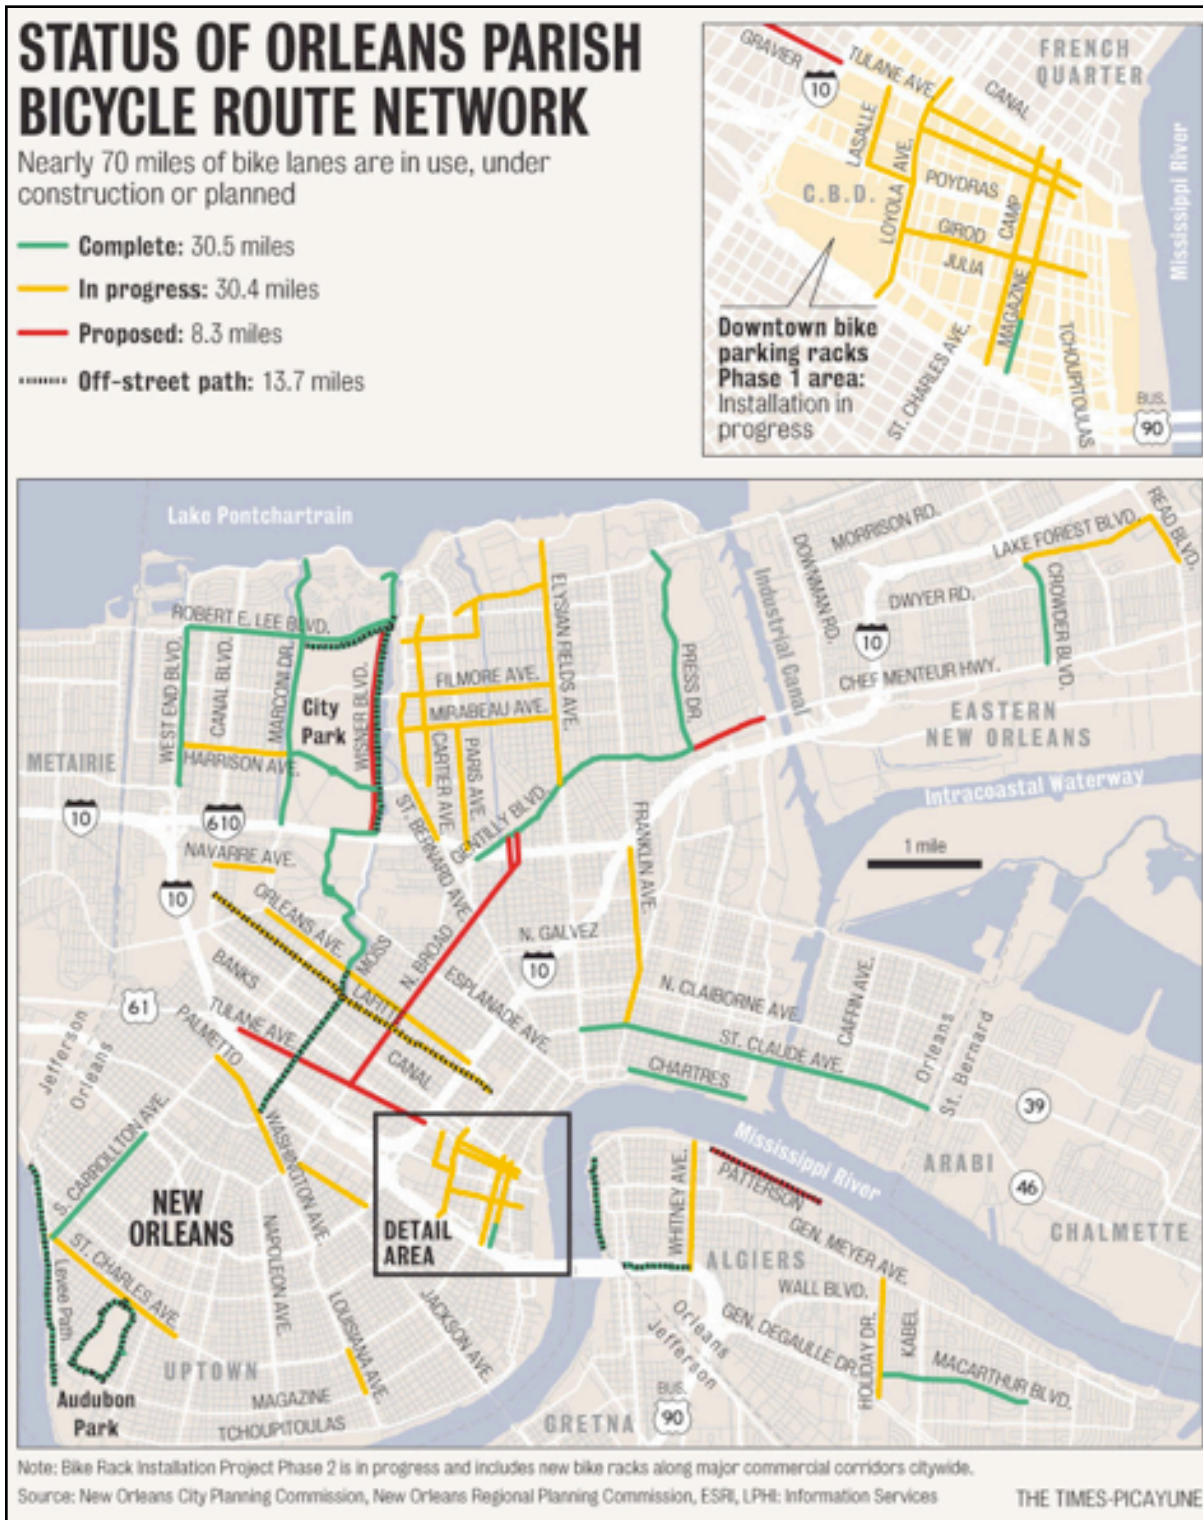 STATUS OF ORLEANS PARISH
BICYCLE ROUTE NETWORK
Nearly 70 miles of bike lanes are in use, under
construction or planned
Complete: 30.5 miles
In progress: 30.4 miles
Proposed: 8.3 miles
Off-street path: 13.7 miles
GRAVIER
10
TULANE AVE.
CANAL
FRENCH
QUARTER
LASALLE
LOYOLA AVE.
C.B.D.
POYDRAS
CAMP
GIROD
JULIA
MAGAZINE
ST. CHARLES AVE.
TCHOUPITOULAS
Mississippi River
BUS.
90
Downtown bike
parking racks
Phase 1 area:
Installation in
progress
Lake Pontchartrain
ROBERT E. LEE BLVD.
WEST END BLVD.
CANAL BLVD.
MARCONI DR.
City
Park
WISNER BLVD.
HARRISON AVE.
METAIRIE
10
610
NAVARRE AVE.
10
FILMORE AVE.
MIRABEAU AVE.
CARTIER AVE.
PARIS AVE.
ST. BERNARD AVE.
ELYSIAN FIELDS AVE.
GENTILLY BLVD.
PRESS DR.
FRANKLIN AVE.
Industrial Canal
DOWNMAN RD.
MORRISON RD.
LAKE FOREST BLVD.
READ BLVD.
DWYER RD.
CROWDER BLVD.
10
CHEF MENTEUR HWY.
EASTERN
NEW ORLEANS
Intracoastal Waterway
1 mile
ORLEANS AVE.
BANKS
MOSS
LAFITTE
N. BROAD
ESPLANADE AVE.
N. GALVEZ
10
N. CLAIBORNE AVE.
CAFFIN AVE.
ST. CLAUDE AVE.
CHARTRES
Orleans
St. Bernard
61
Jefferson
Orleans
TULANE AVE.
PALMETTO
CANAL
WASHINGTON AVE.
S. CARROLLTON AVE.
NEW
ORLEANS
DETAIL
AREA
ST. CHARLES AVE.
Levee Path
NAPOLEON AVE.
LOUISIANA AVE.
JACKSON AVE.
UPTOWN
Audubon
Park
MAGAZINE
TCHOUPITOULAS
Mississippi River
WHITNEY AVE.
PATTERSON
ALGIERS
GEN. MEYER AVE.
WALL BLVD.
GEN. DEGAULLE DR.
HOLIDAY DR.
KABEL
MACARTHUR BLVD.
Orleans
Jefferson
GRETNA
BUS.
90
39
ARABI
46
CHALMETTE
Note: Bike Rack Installation Project Phase 2 is in progress and includes new bike racks along major commercial corridors citywide.
Source: New Orleans City Planning Commission, New Orleans Regional Planning Commission, ESRI, LPHI: Information Services
THE TIMES-PICAYUNE